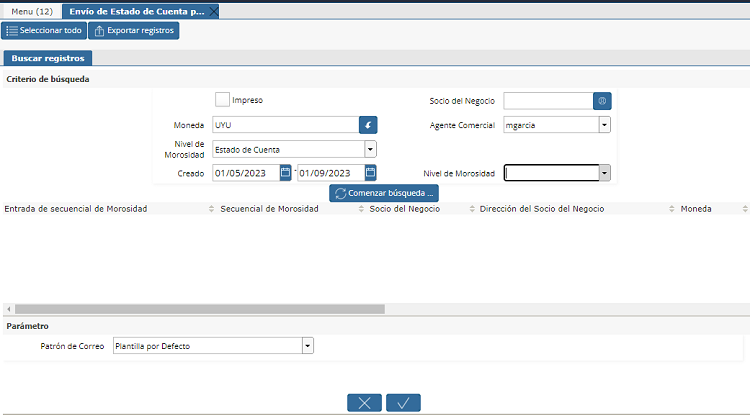 Menu (12) Envío de Estado de Cuenta p...
Seleccionar todo Exportar registros
Buscar registros
Criterio de búsqueda
Impreso Socio del Negocio
Moneda UYU Agente Comercial mgarcia
Nivel de Morosidad Estado de Cuenta
Creado 01/05/2023 - 01/09/2023 Nivel de Morosidad
Comenzar búsqueda ...
Entrada de secuencial de Morosidad Secuencial de Morosidad Socio del Negocio Dirección del Socio del Negocio Moneda
Parámetro
Patrón de Correo Plantilla por Defecto